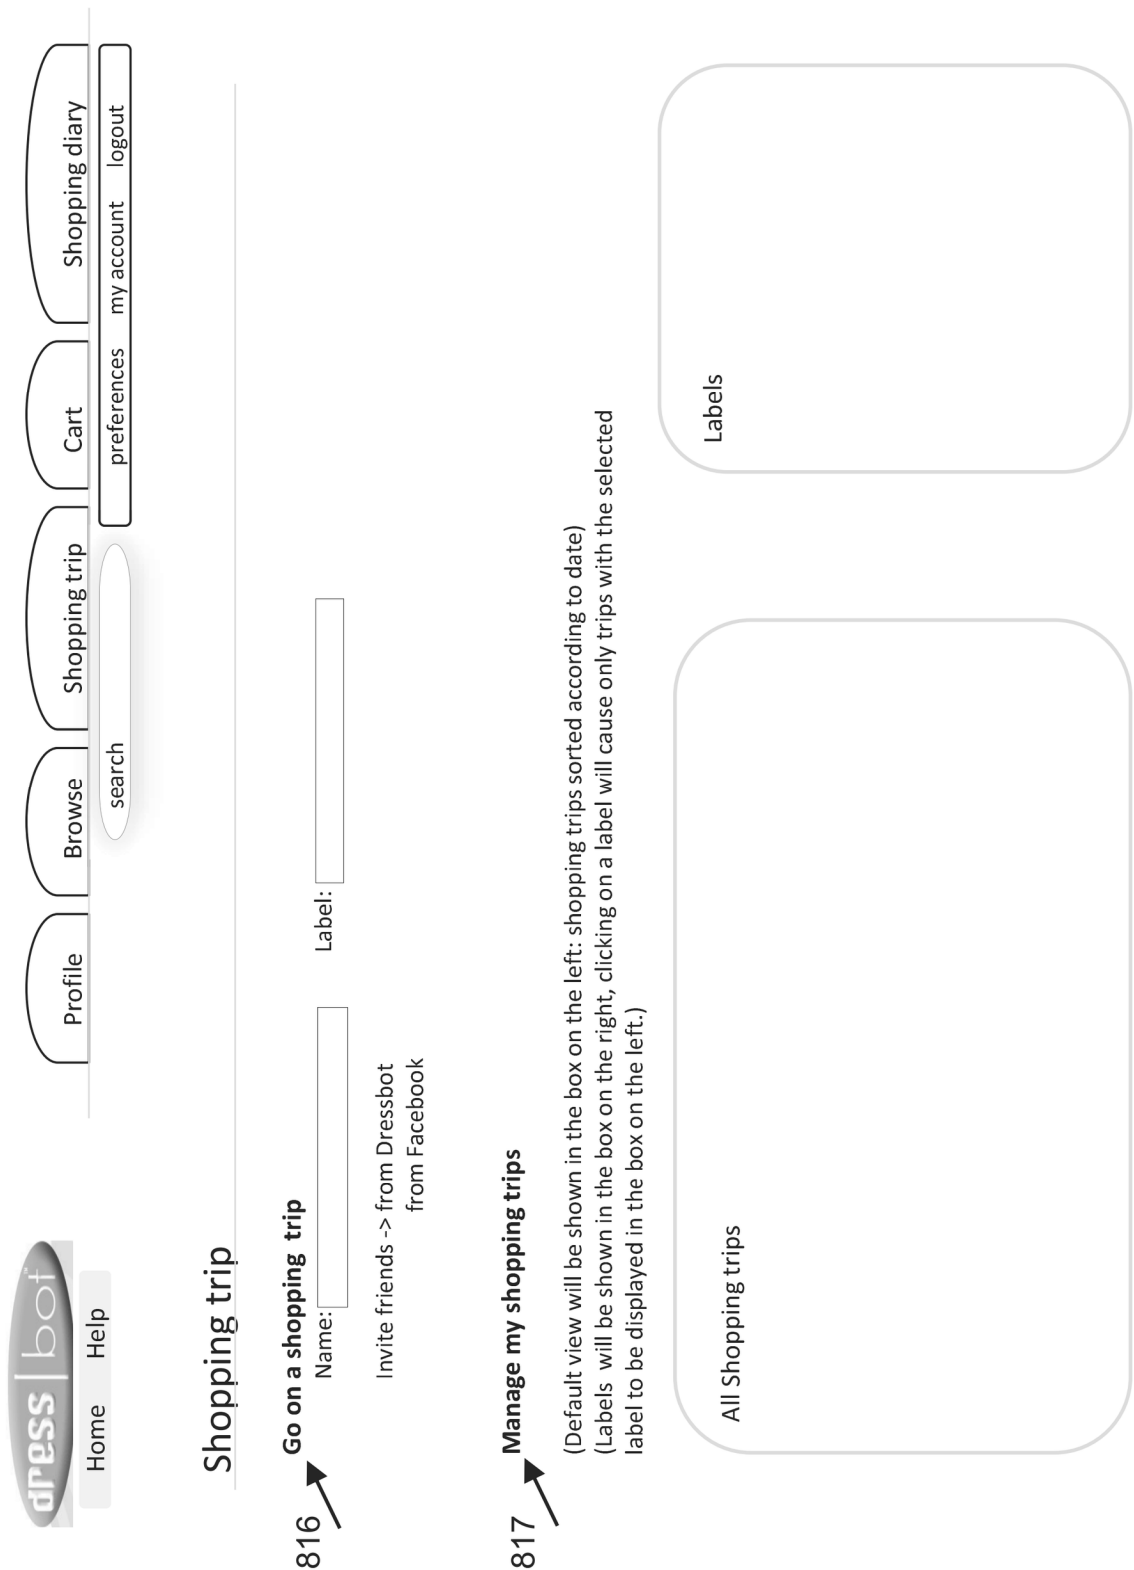 dress|bot™
Profile
Browse
Shopping trip
Cart
Shopping diary
Home
Help
search
preferences
my account
logout
Shopping trip
816
Go on a shopping trip
Name:
Label:
Invite friends -> from Dressbot
from Facebook
817
Manage my shopping trips
(Default view will be shown in the box on the left: shopping trips sorted according to date)
(Labels will be shown in the box on the right, clicking on a label will cause only trips with the selected
label to be displayed in the box on the left.)
All Shopping trips
Labels